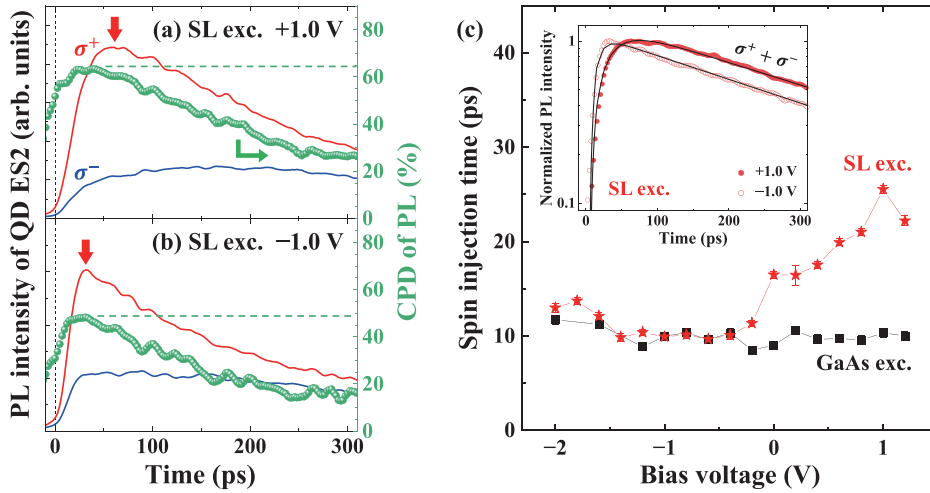 (a) SL exc. +1.0 V
σ+
σ−
80
60
40
20
0
(b) SL exc. −1.0 V
80
60
40
20
0
0
100
200
300
Time (ps)
PL intensity of QD ES2 (arb. units)
CPD of PL (%)
(c)
Spin injection time (ps)
40
30
20
10
0
−2
−1
0
1
Bias voltage (V)
SL exc.
GaAs exc.
Normalized PL intensity
1
0.1
σ+ + σ−
SL exc.
+1.0 V
−1.0 V
0
100
200
300
Time (ps)